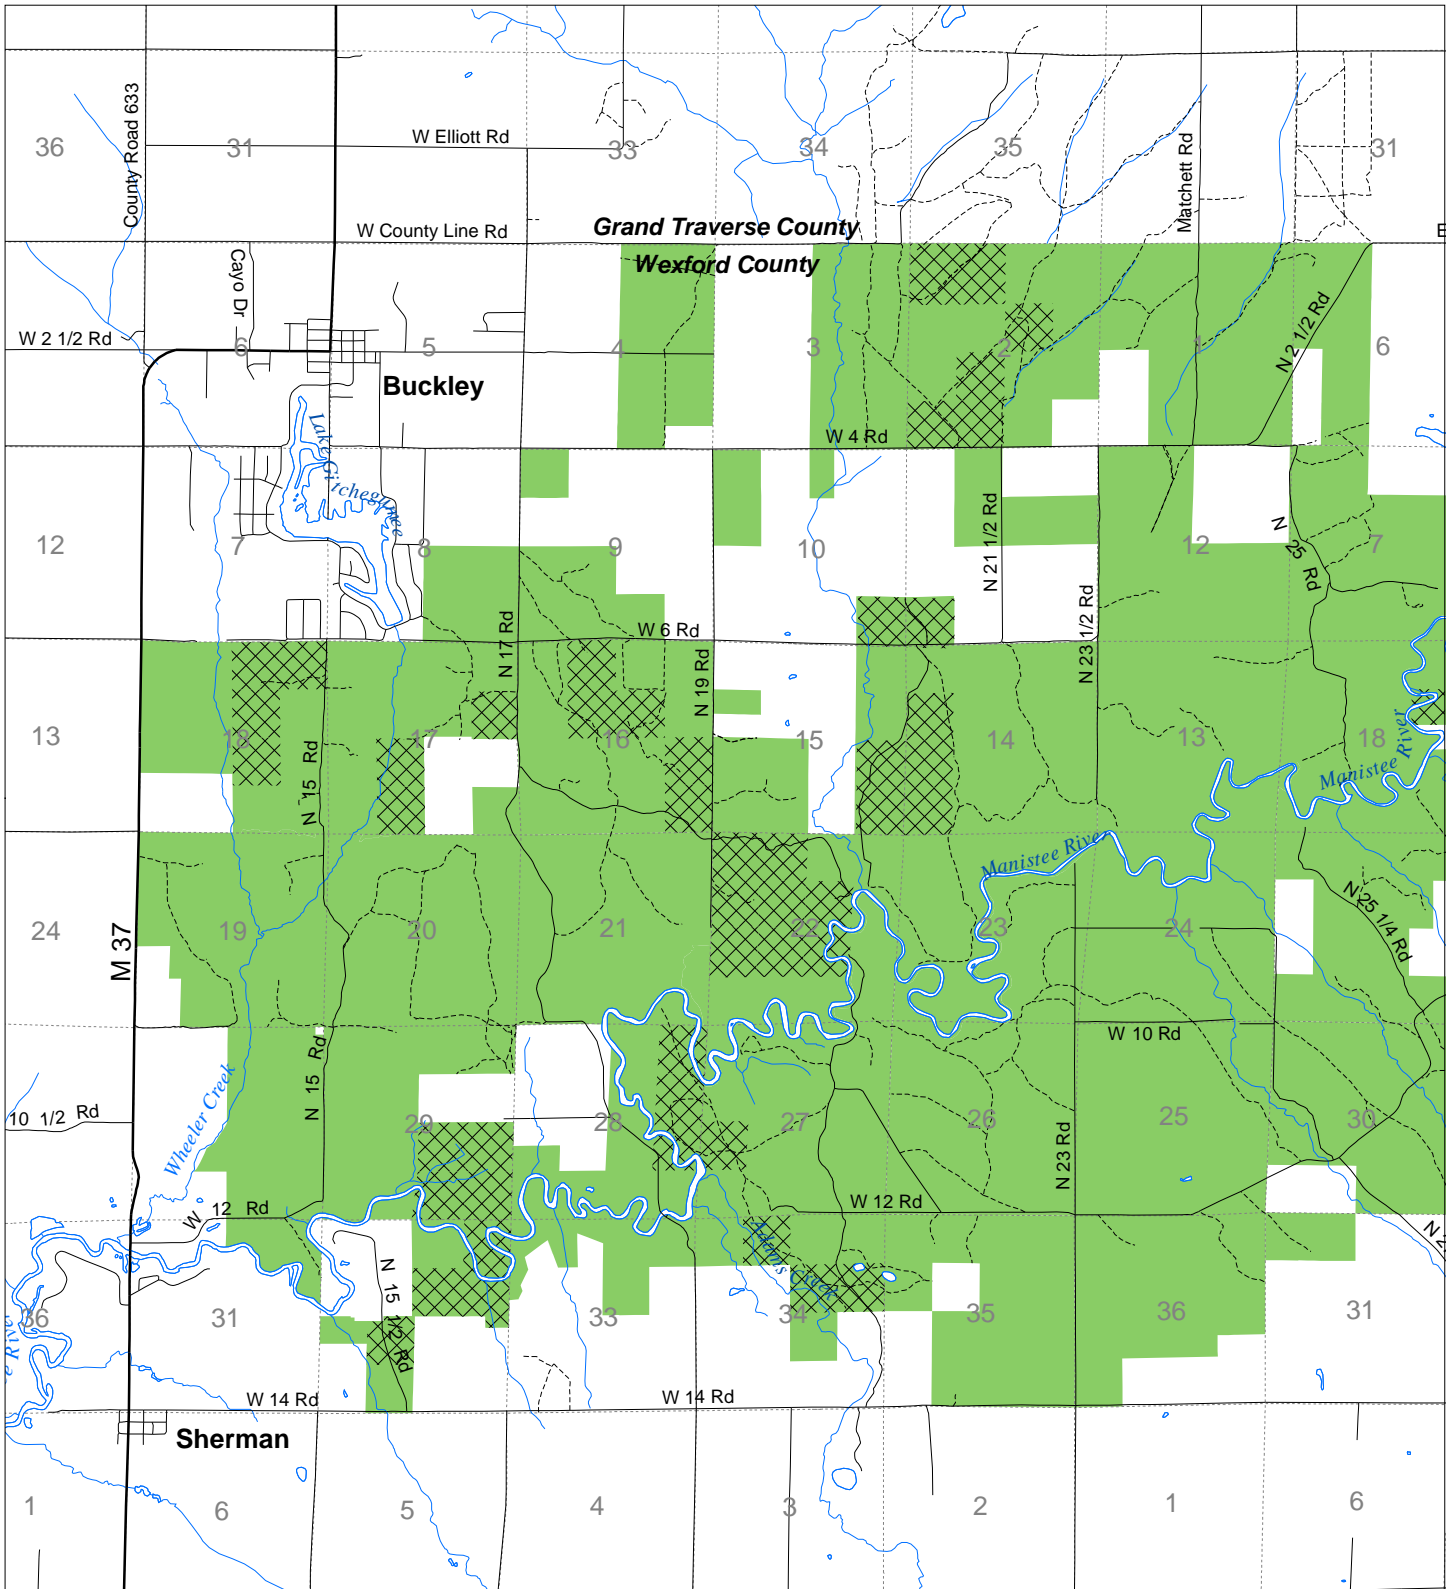 County Road 633
W Elliott Rd
36
31
33
34
35
31
Matchett Rd
W County Line Rd
Grand Traverse County
Wexford County
E
Cayo Dr
W 2 1/2 Rd
N 2 1/2 Rd
6
5
4
3
2
1
6
Buckley
Lake Gitchegumee
W 4 Rd
N 21 1/2 Rd
N 25 Rd
12
7
8
9
10
12
7
N 17 Rd
W 6 Rd
N 19 Rd
N 23 1/2 Rd
13
18
17
16
15
14
13
18
N 15 Rd
Manistee River
Manistee River
M 37
24
19
20
21
22
23
24
N 25 1/4 Rd
N 15 Rd
W 10 Rd
10 1/2 Rd
Wheeler Creek
29
28
27
26
25
30
N 23 Rd
W 12 Rd
W 12 Rd
N 2
Adams Creek
N 15 1/2 Rd
36
31
33
34
35
36
31
e River
W 14 Rd
W 14 Rd
Sherman
1
6
5
4
3
2
1
6